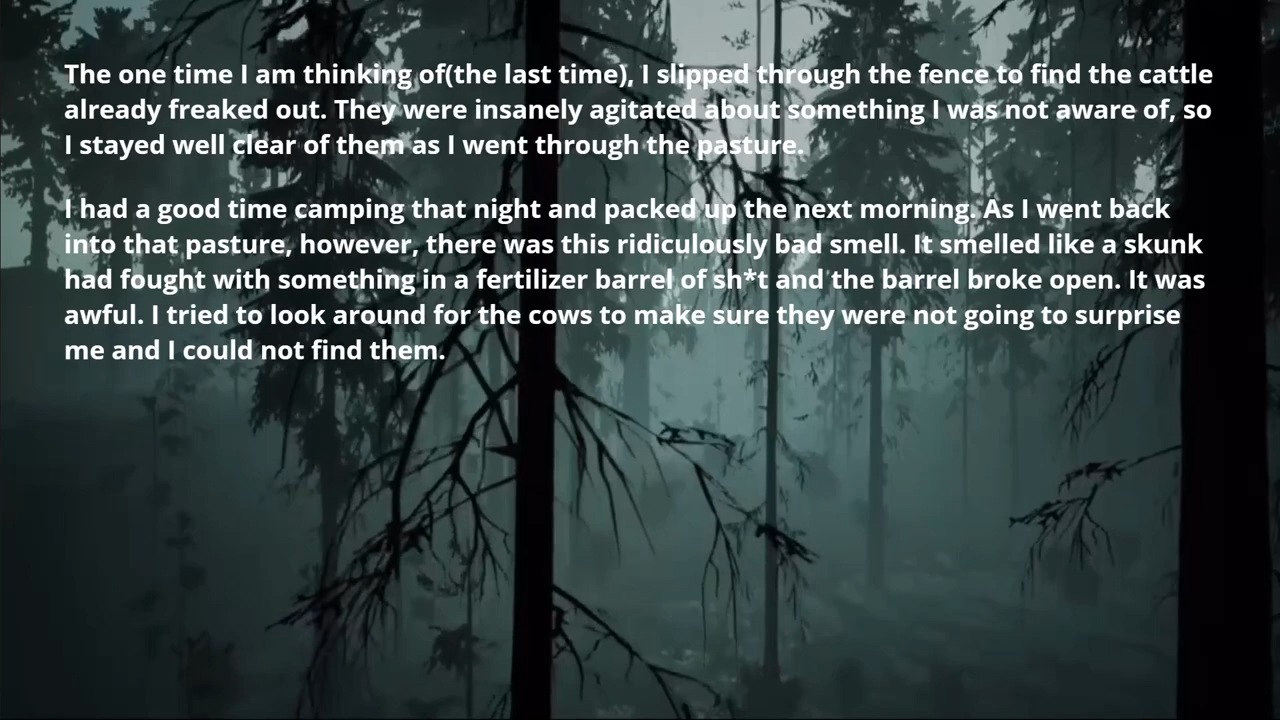 The one time I am thinking of(the last time), I slipped through the fence to find the cattle
already freaked out. They were insanely agitated about something I was not aware of, so
I stayed well clear of them as I went through the pasture.
I had a good time camping that night and packed up the next morning. As I went back
into that pasture, however, there was this ridiculously bad smell. It smelled like a skunk
had fought with something in a fertilizer barrel of sh*t and the barrel broke open. It was
awful. I tried to look around for the cows to make sure they were not going to surprise
me and I could not find them.